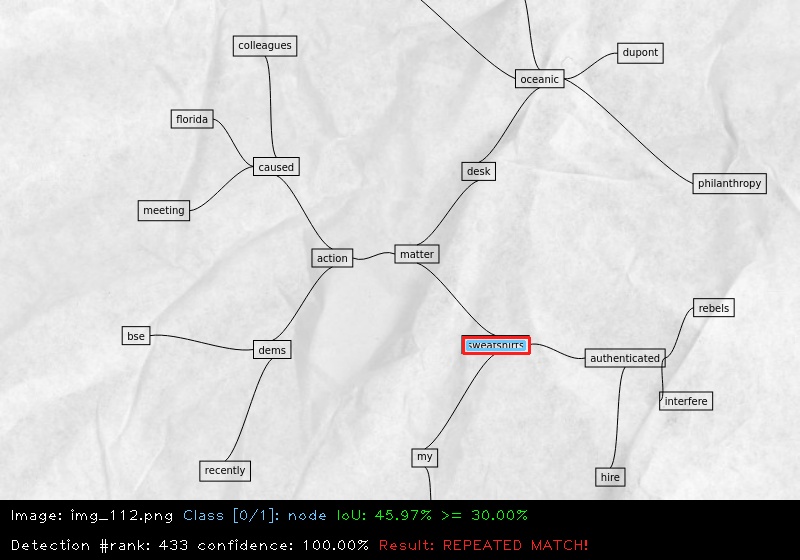 colleagues
dupont
oceanic
florida
caused
desk
philanthropy
meeting
action
matter
rebels
bse
dems
sweatshirts
authenticated
interfere
my
recently
hire
Image: img_112.png Class [0/1]: node IoU: 45.97% >= 30.00%
Detection #rank: 433 confidence: 100.00% Result: REPEATED MATCH!